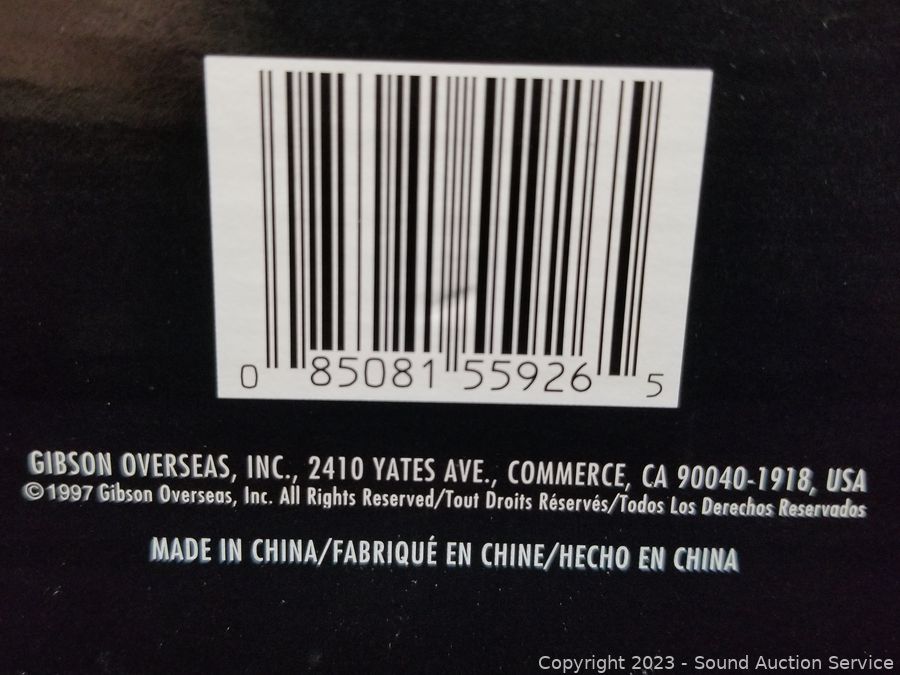 0 85081 55926 5
GIBSON OVERSEAS, INC., 2410 YATES AVE., COMMERCE, CA 90040-1918, USA
©1997 Gibson Overseas, Inc. All Rights Reserved/Tout Droits Réservés/Todos Los Derechos Reservados
MADE IN CHINA/FABRIQUÉ EN CHINE/HECHO EN CHINA
Copyright 2023 - Sound Auction Service